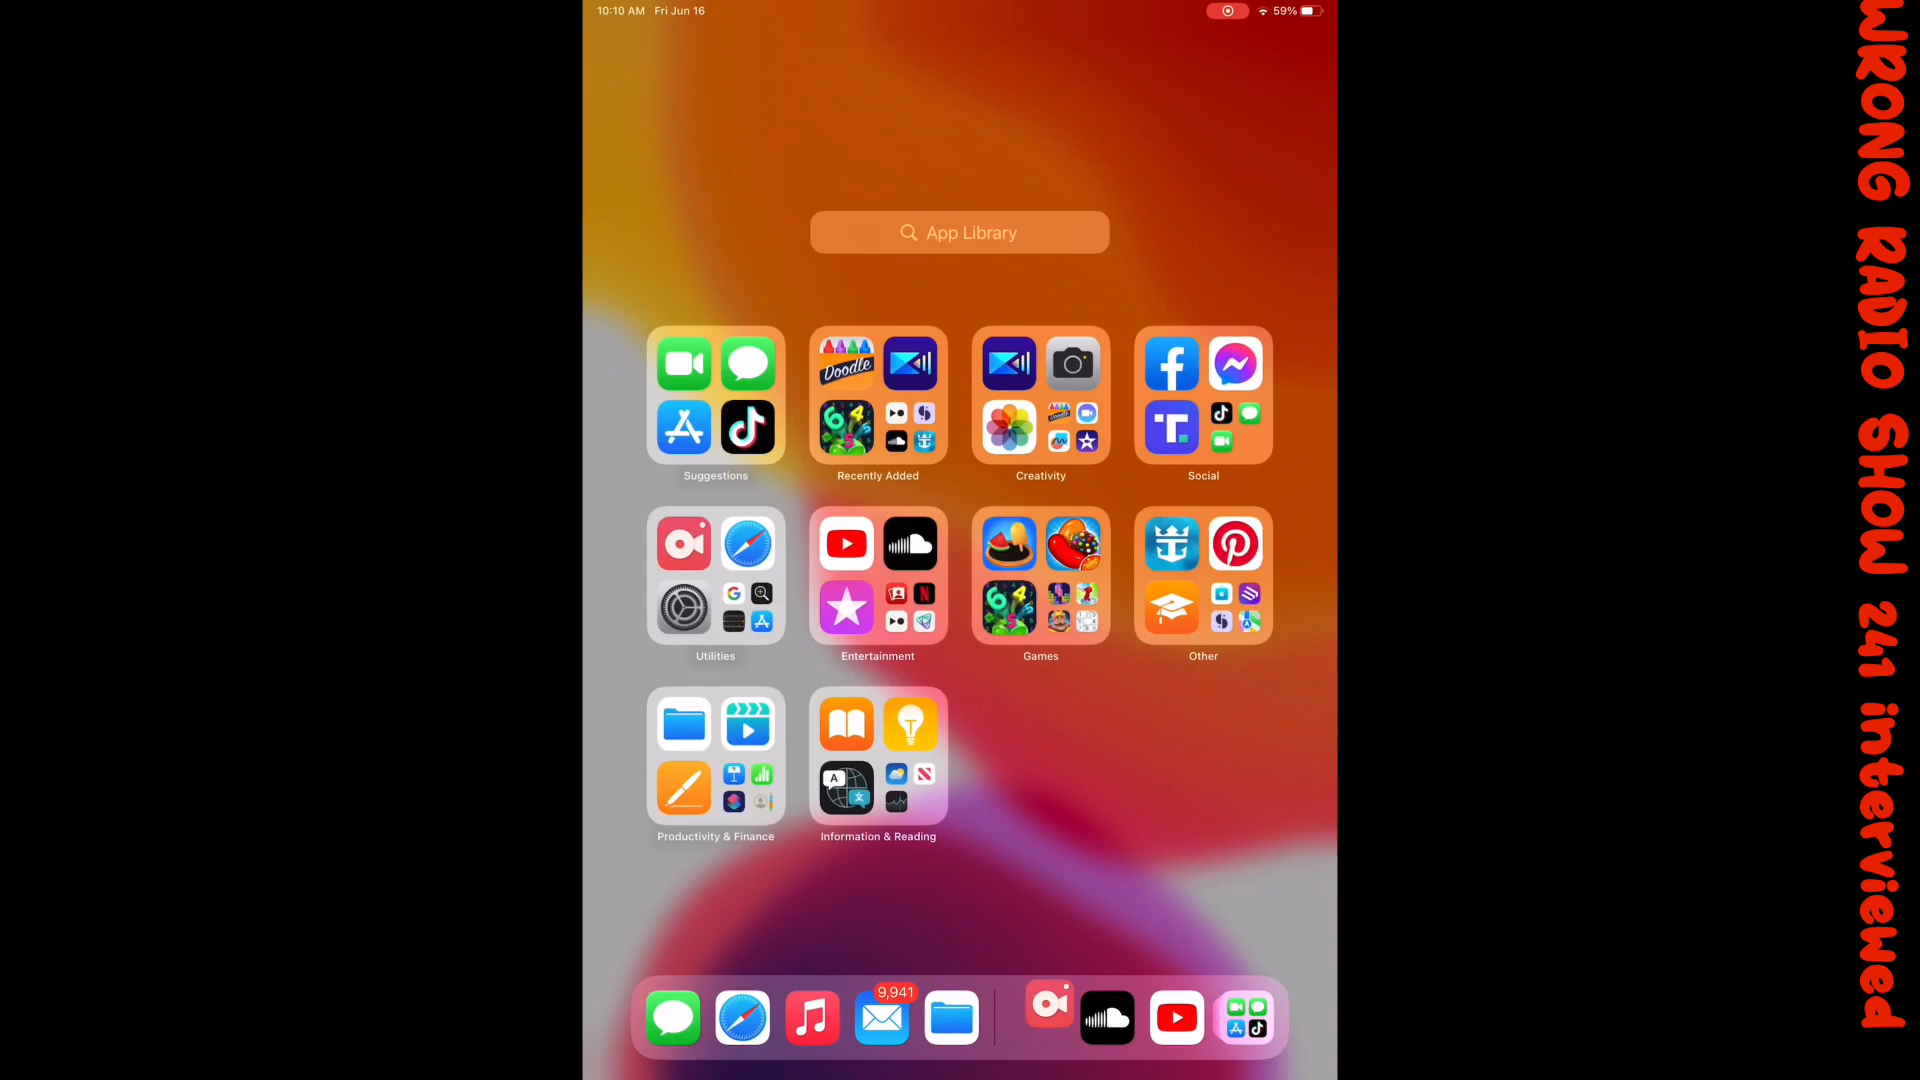 10:10 AM Fri Jun 16
59%
App Library
Doodle
Suggestions
Recently Added
Creativity
Social
Utilities
Entertainment
Games
Other
Productivity & Finance
Information & Reading
9,941
WRONG RADIO SHOW 241 interviewed